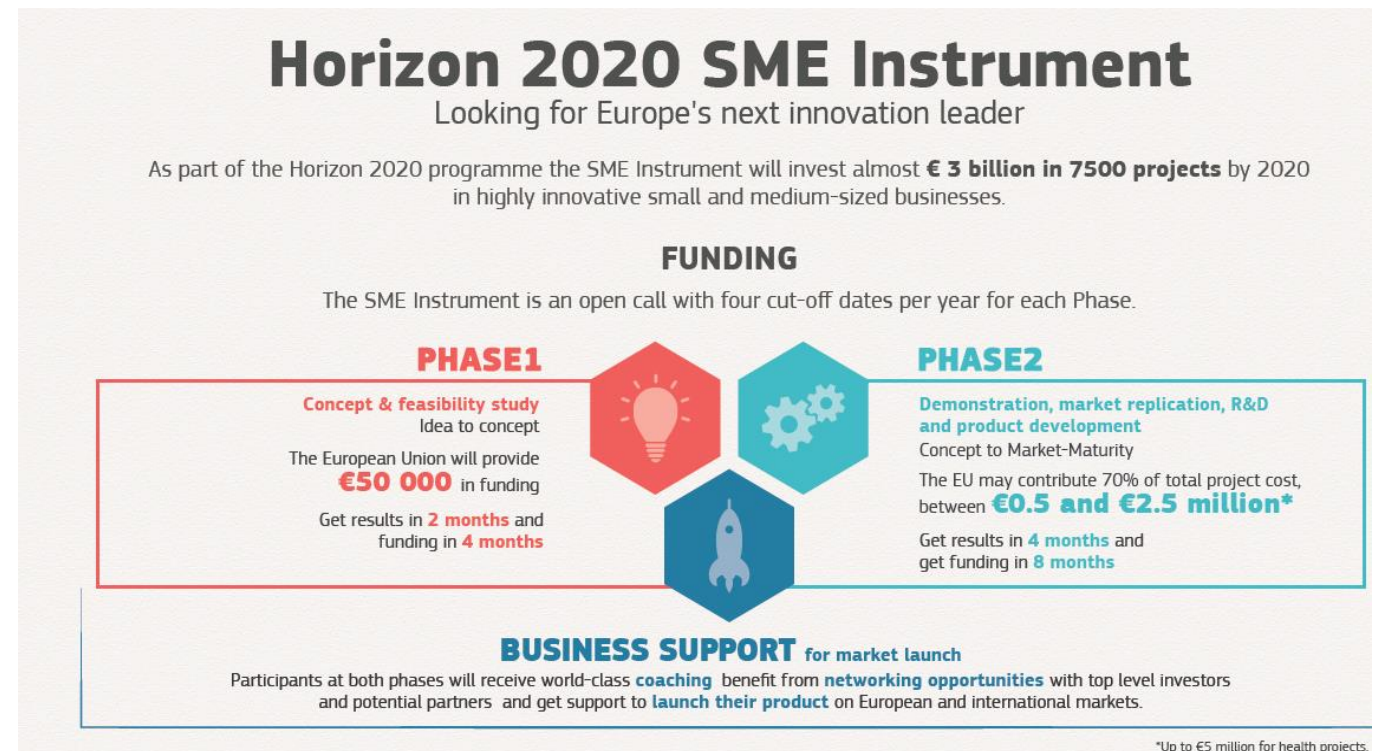 Horizon 2020 SME Instrument
Looking for Europe's next innovation leader
As part of the Horizon 2020 programme the SME Instrument will invest almost € 3 billion in 7500 projects by 2020
in highly innovative small and medium-sized businesses.
FUNDING
The SME Instrument is an open call with four cut-off dates per year for each Phase.
PHASE1
Concept & feasibility study
Idea to concept
The European Union will provide
€50 000 in funding
Get results in 2 months and
funding in 4 months
PHASE2
Demonstration, market replication, R&D
and product development
Concept to Market-Maturity
The EU may contribute 70% of total project cost,
between €0.5 and €2.5 million*
Get results in 4 months and
get funding in 8 months
BUSINESS SUPPORT for market launch
Participants at both phases will receive world-class coaching benefit from networking opportunities with top level investors
and potential partners and get support to launch their product on European and international markets.
*Up to €5 million for health projects.